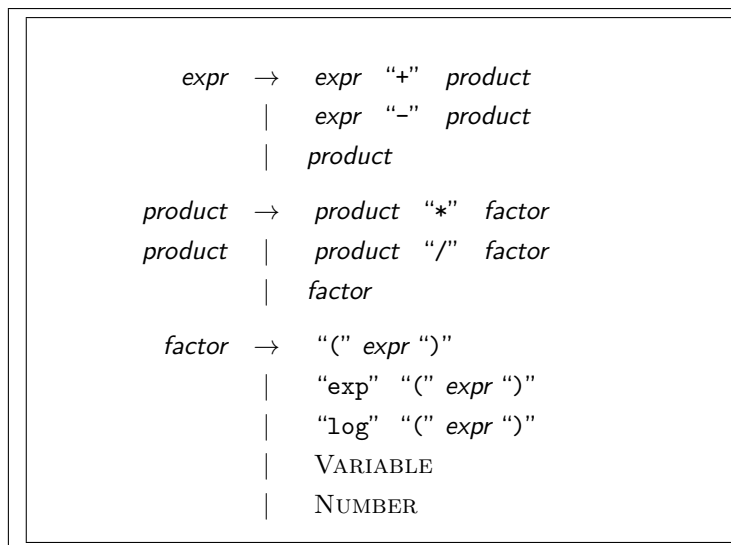 expr → expr “+” product
| expr “-” product
| product
product → product “*” factor
product | product “/” factor
| factor
factor → “(” expr “)”
| “exp” “(” expr “)”
| “log” “(” expr “)”
| VARIABLE
| NUMBER